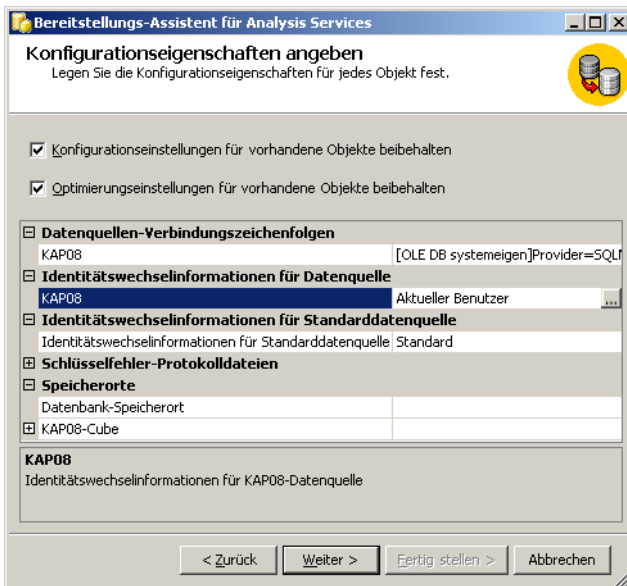 Bereitstellungs-Assistent für Analysis Services
Konfigurationseigenschaften angeben
Legen Sie die Konfigurationseigenschaften für jedes Objekt fest.
Konfigurationseinstellungen für vorhandene Objekte beibehalten
Optimierungseinstellungen für vorhandene Objekte beibehalten
Datenquellen-Verbindungszeichenfolgen
KAP08 [OLE DB systemeigen]Provider=SQLN
Identitätswechselinformationen für Datenquelle
KAP08 Aktueller Benutzer ...
Identitätswechselinformationen für Standarddatenquelle
Identitätswechselinformationen für Standarddatenquelle Standard
Schlüsselfehler-Protokolldateien
Speicherorte
Datenbank-Speicherort
KAP08-Cube
KAP08
Identitätswechselinformationen für KAP08-Datenquelle
< Zurück Weiter > Fertig stellen > Abbrechen